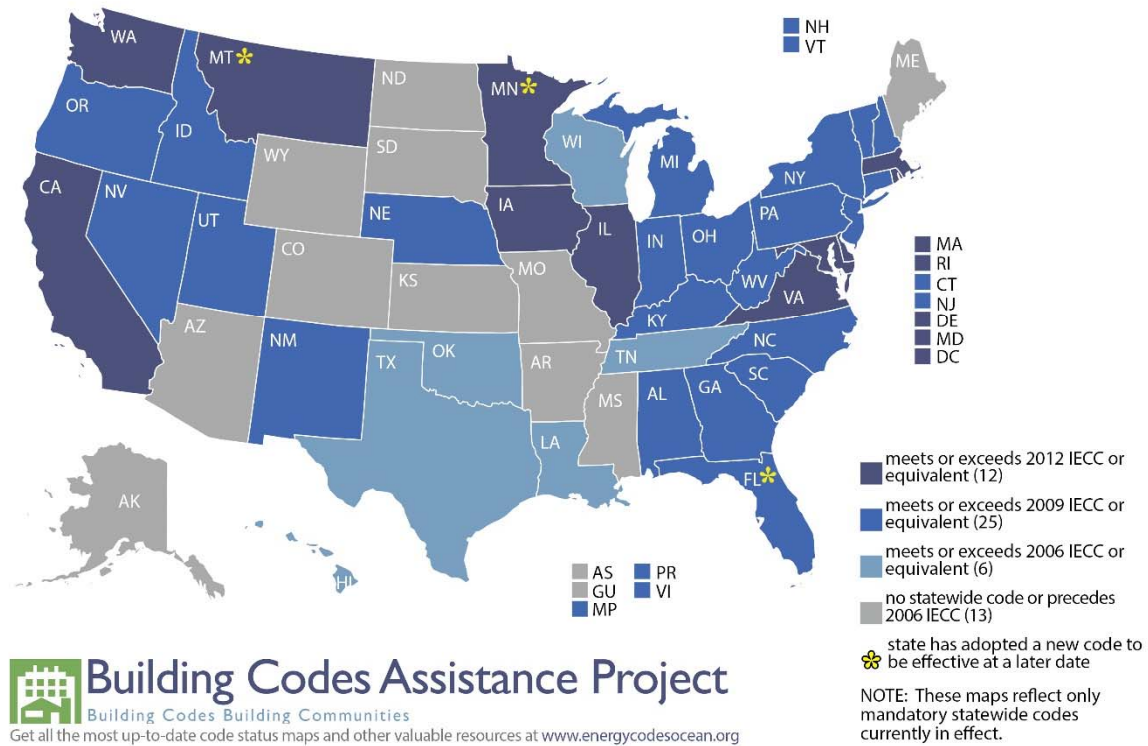 WA
MT *
ND
MN *
ME
NH
VT
OR
ID
SD
WI
MI
NY
WY
CA
NV
UT
NE
IA
IL
IN
OH
PA
CO
KS
MO
WV
VA
KY
MA
RI
CT
NJ
DE
MD
DC
AZ
NM
OK
TX
AR
TN
NC
SC
MS
AL
GA
LA
FL *
AK
HI
AS
GU
MP
PR
VI
meets or exceeds 2012 IECC or
equivalent (12)
meets or exceeds 2009 IECC or
equivalent (25)
meets or exceeds 2006 IECC or
equivalent (6)
no statewide code or precedes
2006 IECC (13)
* state has adopted a new code to
be effective at a later date
NOTE: These maps reflect only
mandatory statewide codes
currently in effect.
Building Codes Assistance Project
Building Codes Building Communities
Get all the most up-to-date code status maps and other valuable resources at www.energycodesocean.org